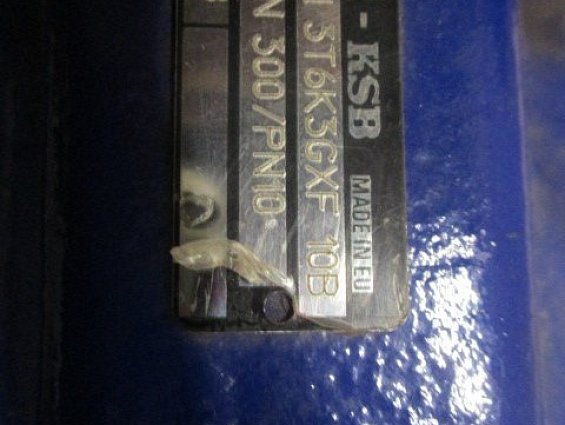 - KSB MADE IN EU
3T6K3GXF 10B
N 300/PN10